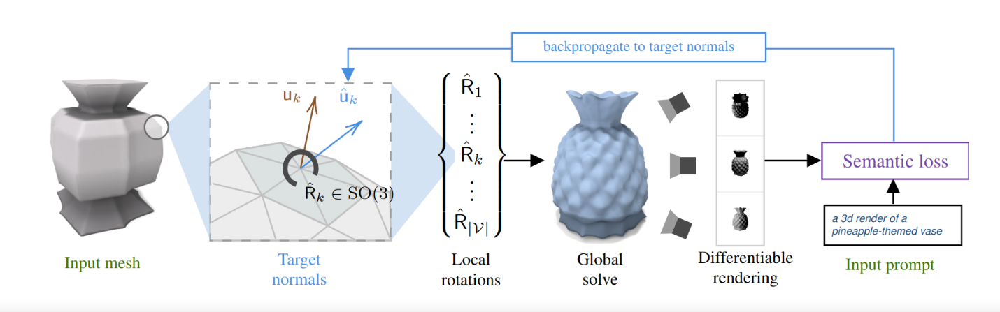 backpropagate to target normals
u_k û_k
R̂_k ∈ SO(3)
R̂_1
⋮
R̂_k
⋮
R̂_|𝒱|
Semantic loss
a 3d render of a
pineapple-themed vase
Input mesh
Target
normals
Local
rotations
Global
solve
Differentiable
rendering
Input prompt